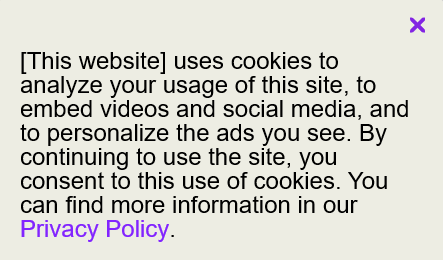 [This website] uses cookies to
analyze your usage of this site, to
embed videos and social media, and
to personalize the ads you see. By
continuing to use the site, you
consent to this use of cookies. You
can find more information in our
Privacy Policy.